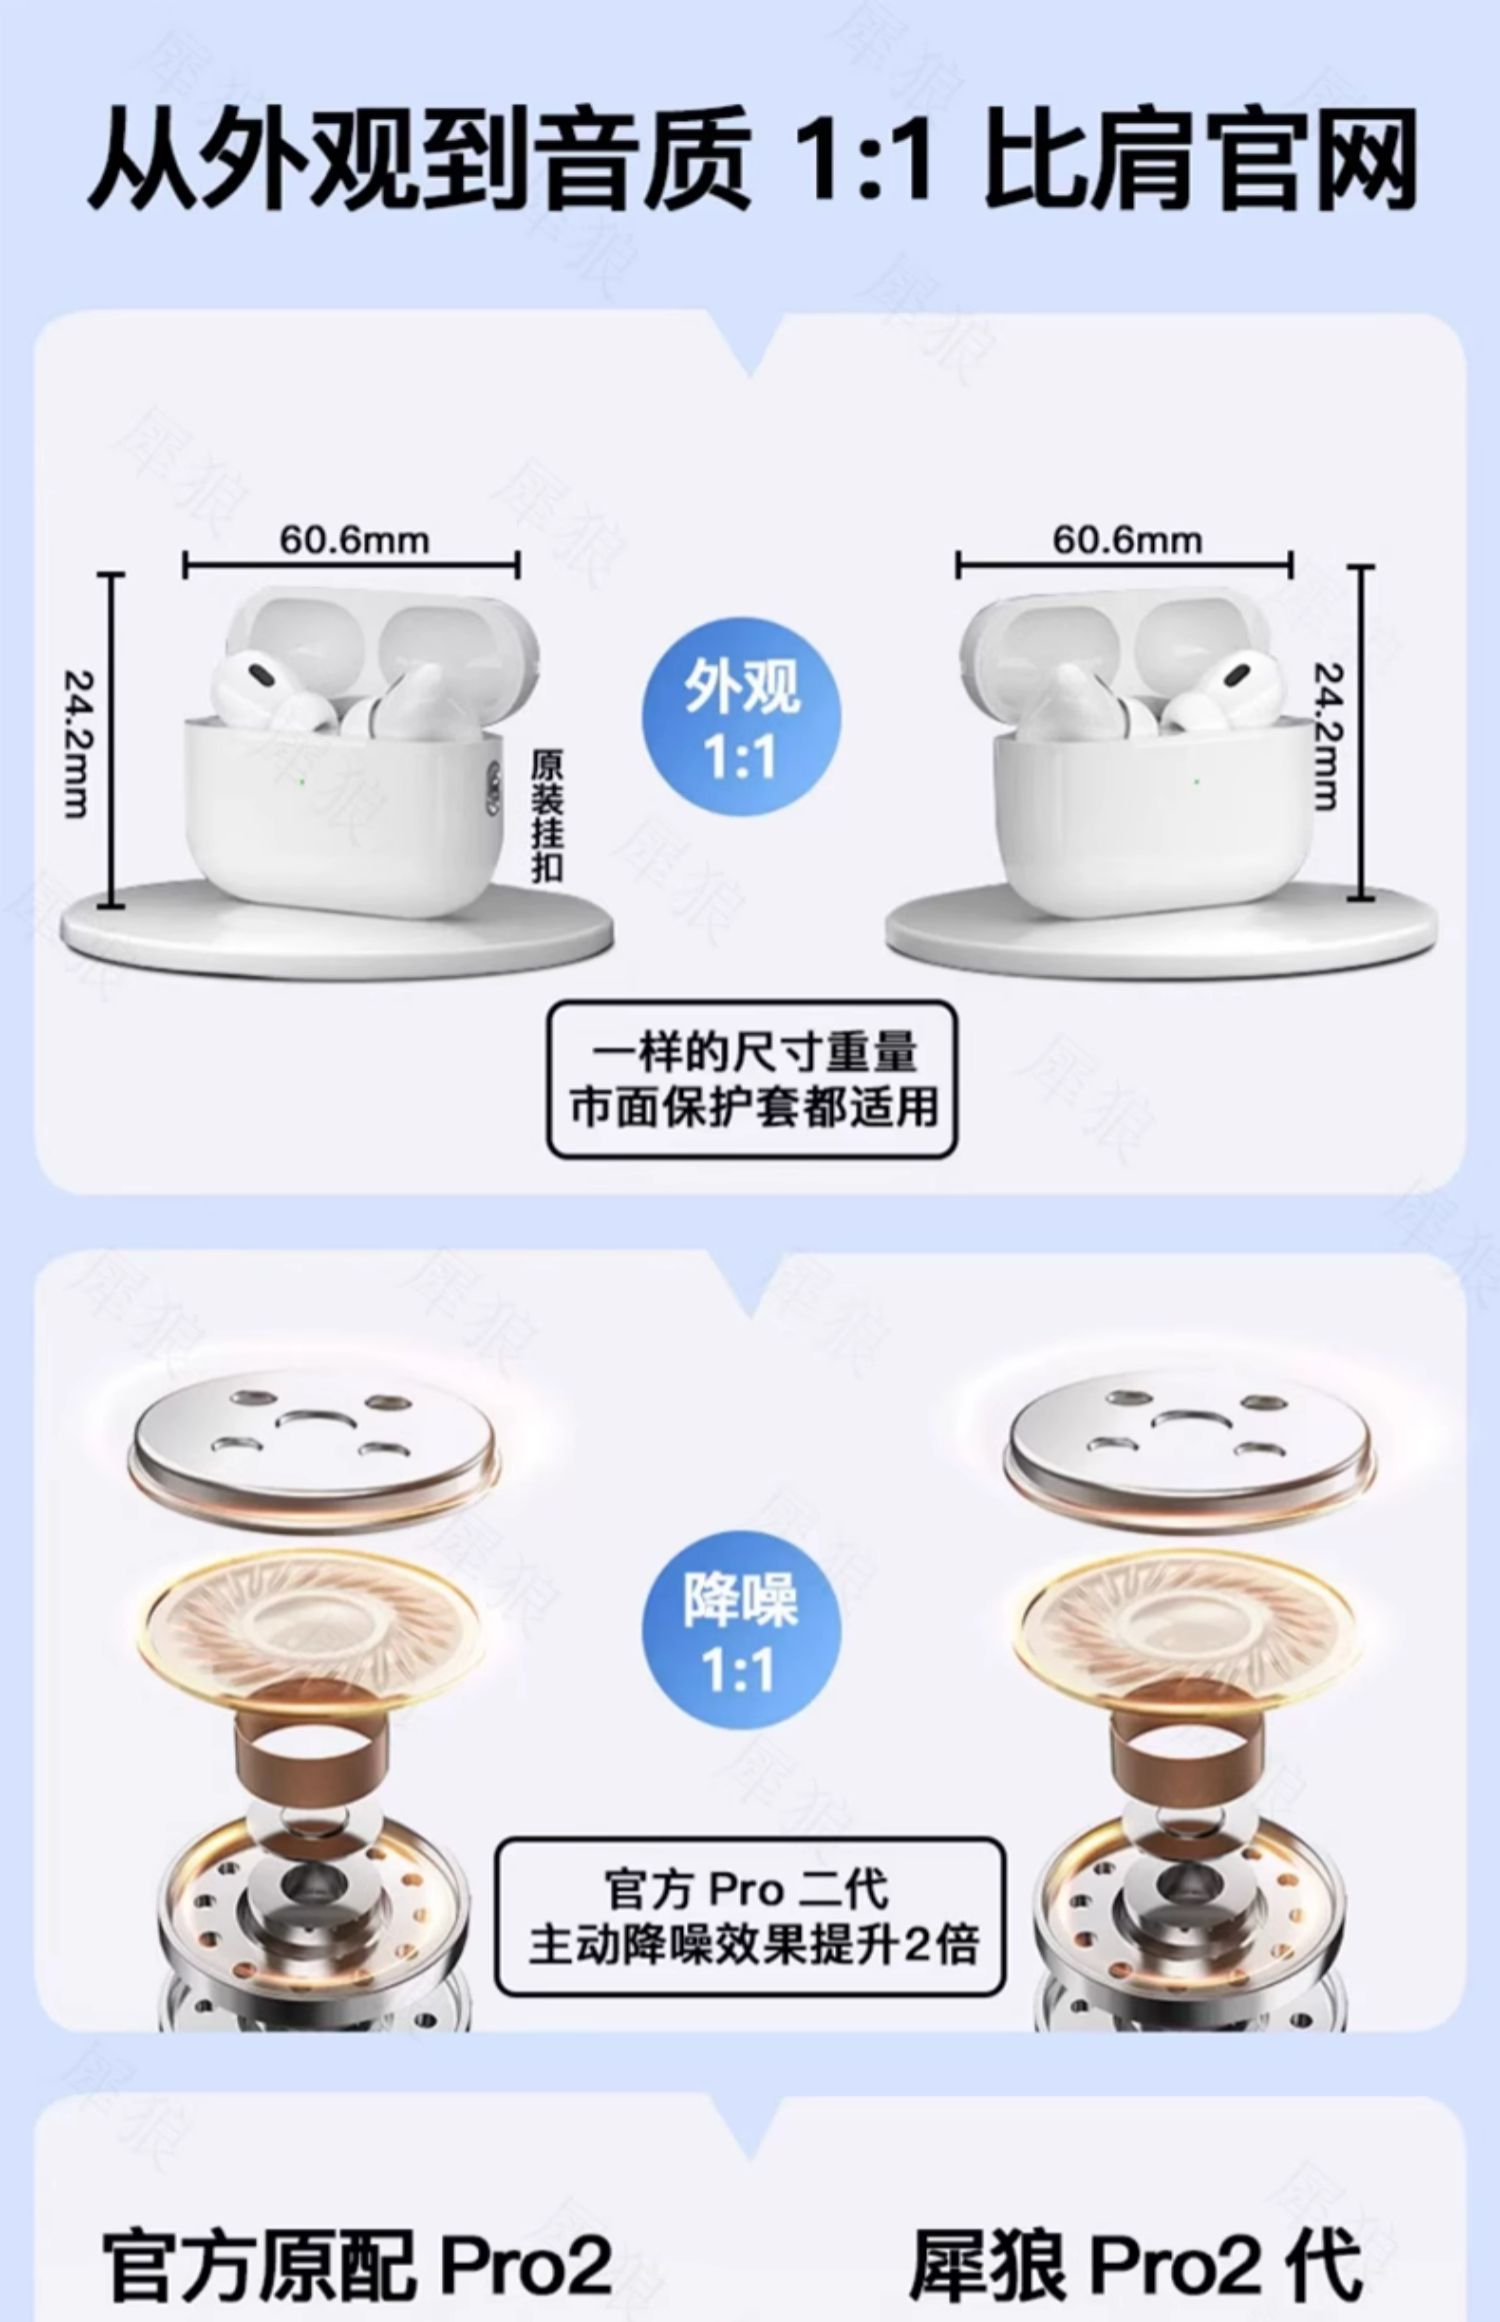 从外观到音质 1:1 比肩官网
60.6mm
60.6mm
24.2mm
原装挂扣
外观
1:1
24.2mm
一样的尺寸重量
市面保护套都适用
降噪
1:1
官方 Pro 二代
主动降噪效果提升2倍
官方原配 Pro2
犀狼 Pro2 代
犀狼